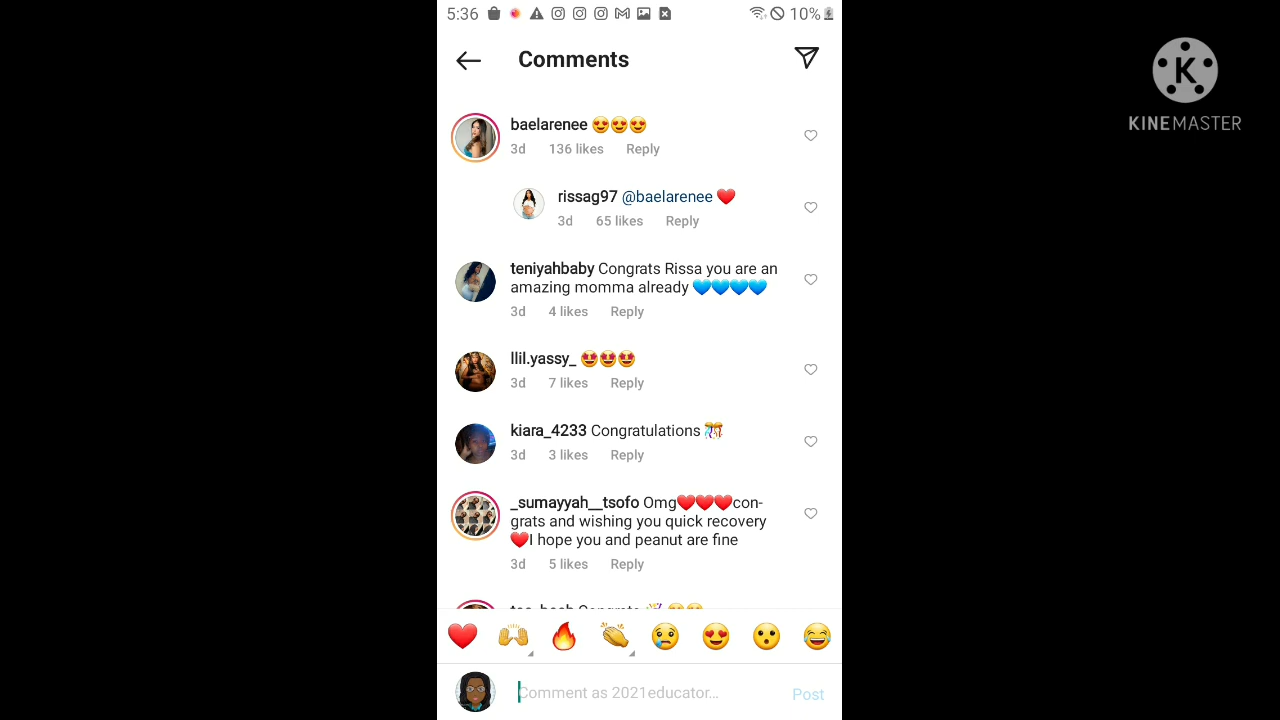 5:36
10%
Comments
K
KINEMASTER
baelarenee 😍😍😍
3d 136 likes Reply
rissag97 @baelarenee ❤️
3d 65 likes Reply
teniyahbaby Congrats Rissa you are an
amazing momma already 💙💙💙💙
3d 4 likes Reply
llil.yassy_ 🤩🤩🤩
3d 7 likes Reply
kiara_4233 Congratulations 🎊
3d 3 likes Reply
_sumayyah__tsofo Omg❤️❤️❤️con-
grats and wishing you quick recovery
❤️I hope you and peanut are fine
3d 5 likes Reply
Comment as 2021educator...
Post